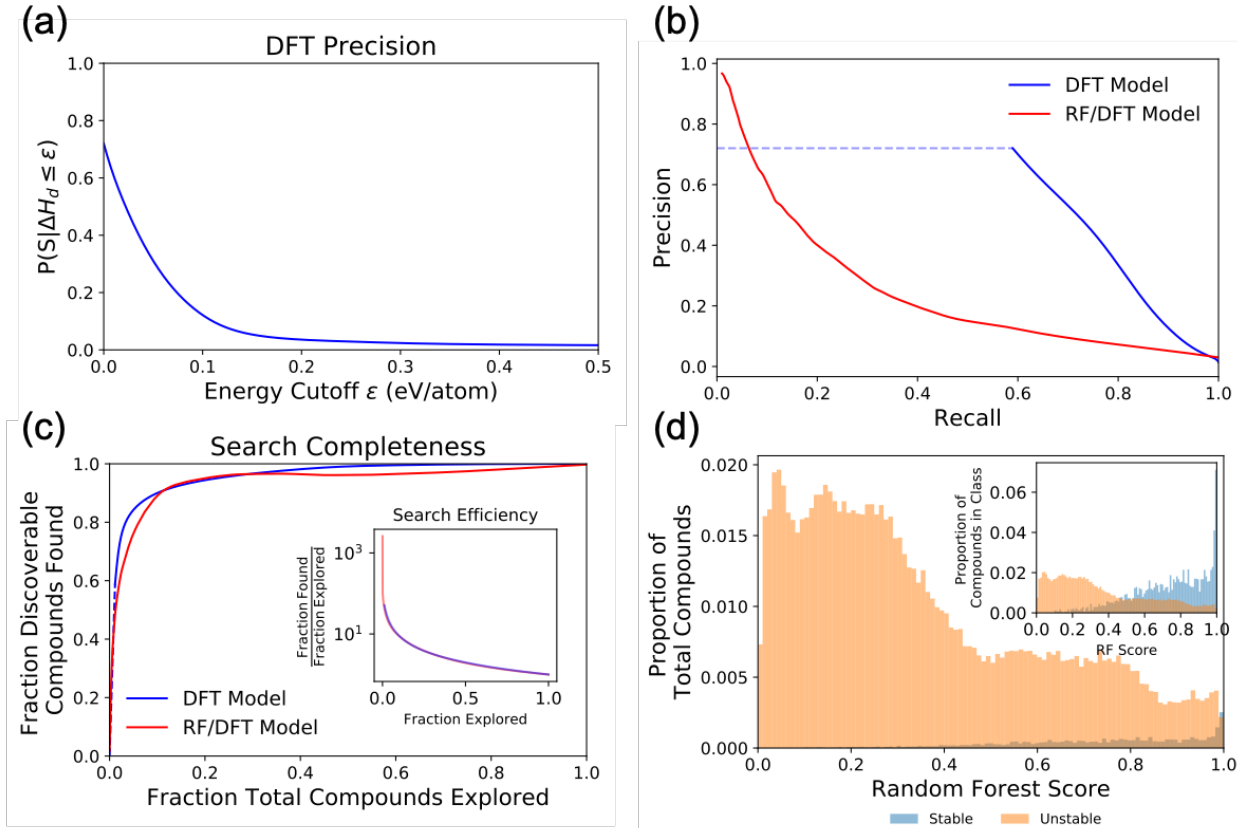 (a)
DFT Precision
P(S|ΔH_d ≤ ε)
1.0
0.8
0.6
0.4
0.2
0.0
0.0 0.1 0.2 0.3 0.4 0.5
Energy Cutoff ε (eV/atom)
(b)
Precision
1.0
0.8
0.6
0.4
0.2
0.0
DFT Model
RF/DFT Model
0.0 0.2 0.4 0.6 0.8 1.0
Recall
(c)
Search Completeness
Fraction Discoverable
Compounds Found
1.0
0.8
0.6
0.4
0.2
0.0
Search Efficiency
Fraction Found
Fraction Explored
10³
10¹
0.0 0.5 1.0
Fraction Explored
DFT Model
RF/DFT Model
0.0 0.2 0.4 0.6 0.8 1.0
Fraction Total Compounds Explored
(d)
Proportion of
Total Compounds
0.020
0.015
0.010
0.005
0.000
Proportion of
Compounds in Class
0.06
0.04
0.02
0.00
0.0 0.2 0.4 0.6 0.8 1.0
RF Score
0.0 0.2 0.4 0.6 0.8 1.0
Random Forest Score
Stable Unstable